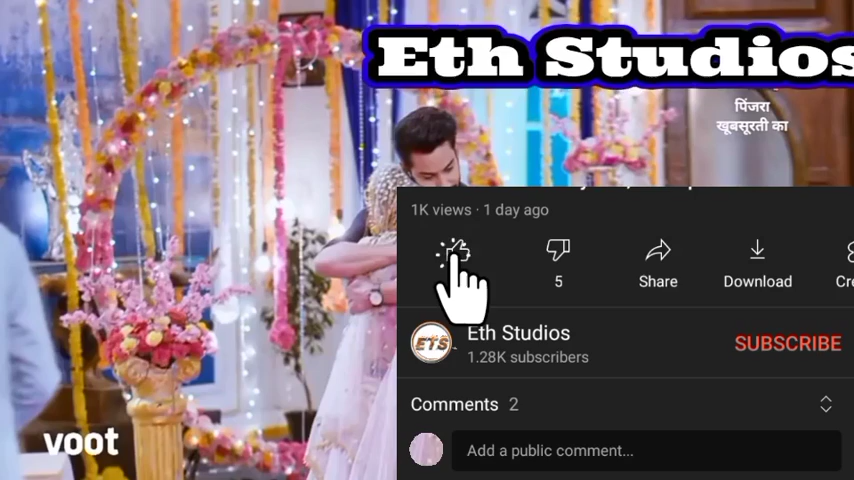 Eth Studios
पिंजरा
खूबसूरती का
1K views · 1 day ago
5
Share
Download
ETS
Eth Studios
1.28K subscribers
SUBSCRIBE
Comments 2
Add a public comment...
voot